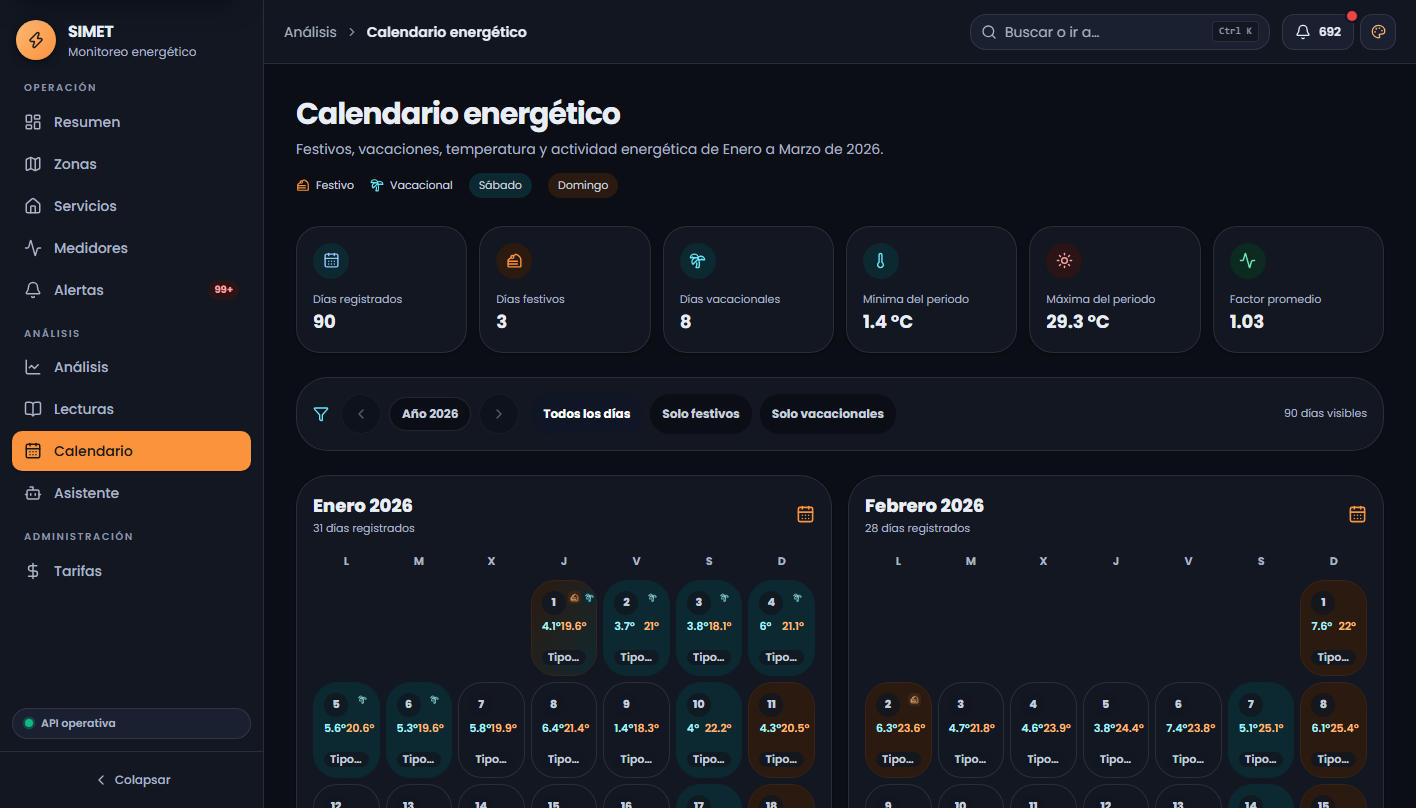 SIMET
Monitoreo energético
OPERACIÓN
Resumen
Zonas
Servicios
Medidores
Alertas 99+
ANÁLISIS
Análisis
Lecturas
Calendario
Asistente
ADMINISTRACIÓN
Tarifas
API operativa
Colapsar
Análisis > Calendario energético
Buscar o ir a... Ctrl K
692
Calendario energético
Festivos, vacaciones, temperatura y actividad energética de Enero a Marzo de 2026.
Festivo Vacacional Sábado Domingo
Días registrados
90
Días festivos
3
Días vacacionales
8
Mínima del periodo
1.4 °C
Máxima del periodo
29.3 °C
Factor promedio
1.03
Año 2026 Todos los días Solo festivos Solo vacacionales 90 días visibles
Enero 2026
31 días registrados
L M X J V S D
1 2 3 4
4.1° 19.6° 3.7° 21° 3.8° 18.1° 6° 21.1°
Tipo... Tipo... Tipo... Tipo...
5 6 7 8 9 10 11
5.6° 20.6° 5.3° 19.6° 5.8° 19.9° 6.4° 21.4° 1.4° 18.3° 4° 22.2° 4.3° 20.5°
Tipo... Tipo... Tipo... Tipo... Tipo... Tipo... Tipo...
12 13 14 15 16 17 18
Febrero 2026
28 días registrados
L M X J V S D
1
7.6° 22°
Tipo...
2 3 4 5 6 7 8
6.3° 23.6° 4.7° 21.8° 4.6° 23.9° 3.8° 24.4° 7.4° 23.8° 5.1° 25.1° 6.1° 25.4°
Tipo... Tipo... Tipo... Tipo... Tipo... Tipo... Tipo...
9 10 11 12 13 14 15